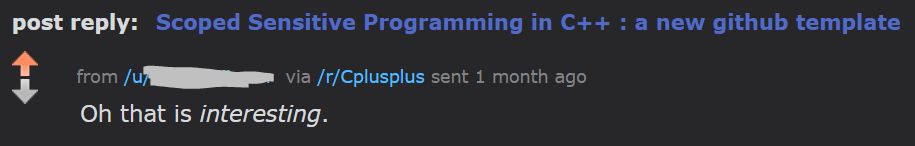 post reply: Scoped Sensitive Programming in C++ : a new github template
from /u/ via /r/Cplusplus sent 1 month ago
Oh that is interesting.